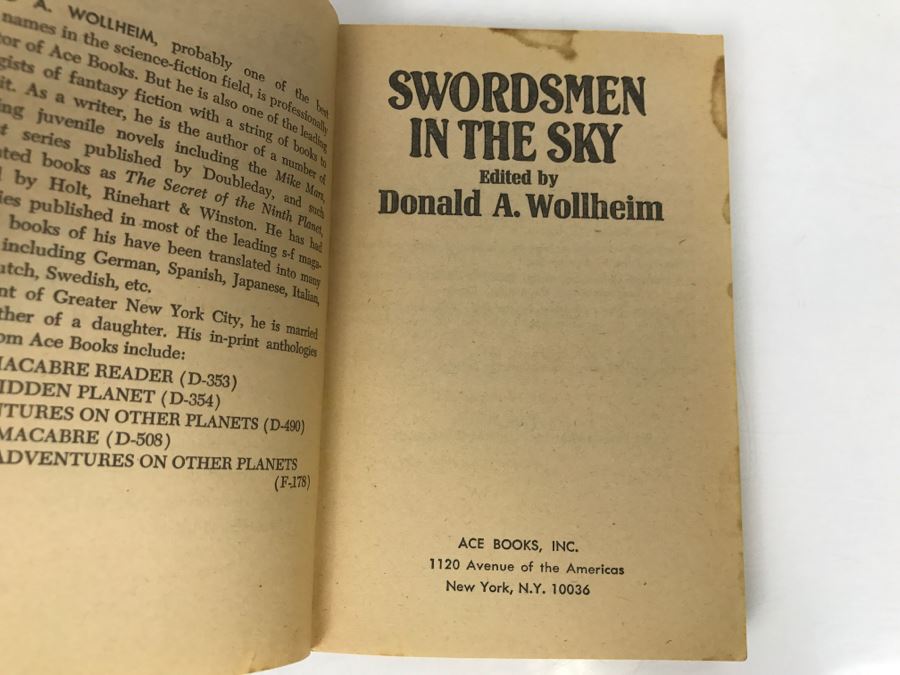 A. WOLLHEIM, probably one of the best
names in the science-fiction field, is professionally
tor of Ace Books. But he is also one of the leading
gists of fantasy fiction with a string of books to
it. As a writer, he is the author of a number of
ing juvenile novels including the Mike Mars,
t series published by Doubleday, and such
ted books as The Secret of the Ninth Planet,
d by Holt, Rinehart & Winston. He has had
ies published in most of the leading s-f maga-
books of his have been translated into many
including German, Spanish, Japanese, Italian,
utch, Swedish, etc.
nt of Greater New York City, he is married
ther of a daughter. His in-print anthologies
om Ace Books include:
MACABRE READER (D-353)
IDDEN PLANET (D-354)
NTURES ON OTHER PLANETS (D-490)
MACABRE (D-508)
ADVENTURES ON OTHER PLANETS
(F-178)
SWORDSMEN
IN THE SKY
Edited by
Donald A. Wollheim
ACE BOOKS, INC.
1120 Avenue of the Americas
New York, N.Y. 10036